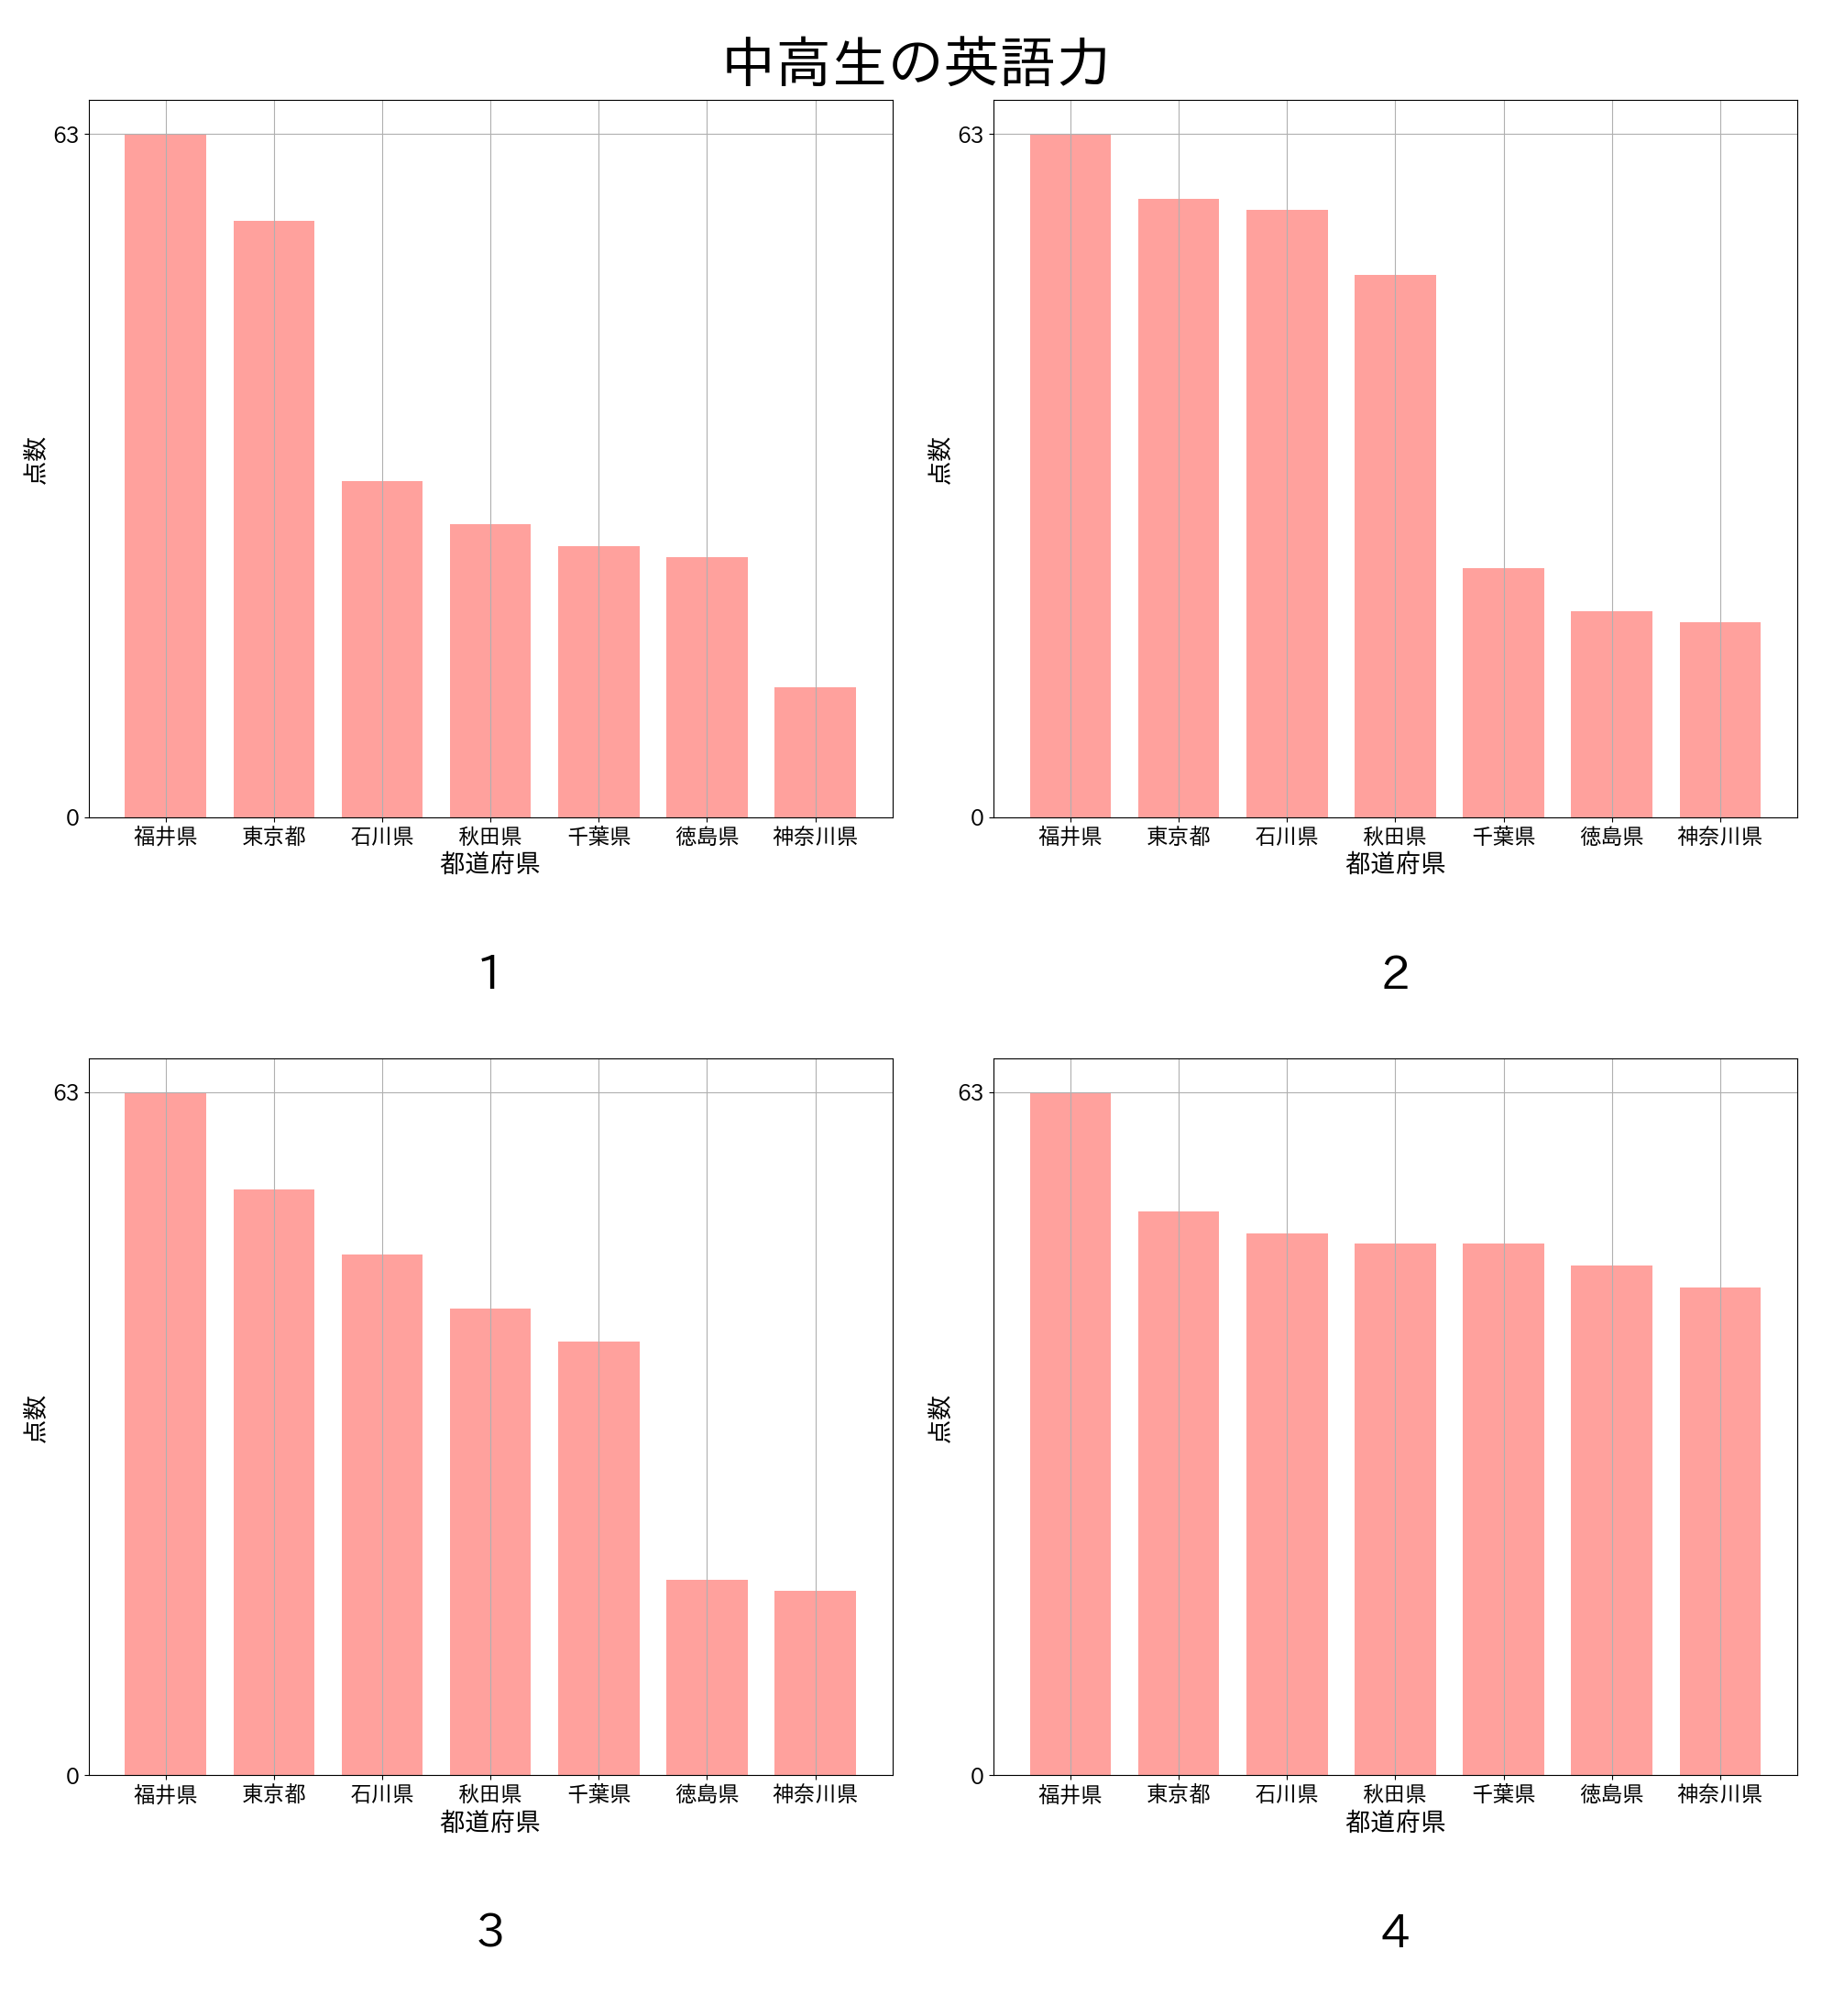 中高生の英語力
63
0
点数
福井県 東京都 石川県 秋田県 千葉県 徳島県 神奈川県
都道府県
1
63
0
点数
福井県 東京都 石川県 秋田県 千葉県 徳島県 神奈川県
都道府県
2
63
0
点数
福井県 東京都 石川県 秋田県 千葉県 徳島県 神奈川県
都道府県
3
63
0
点数
福井県 東京都 石川県 秋田県 千葉県 徳島県 神奈川県
都道府県
4